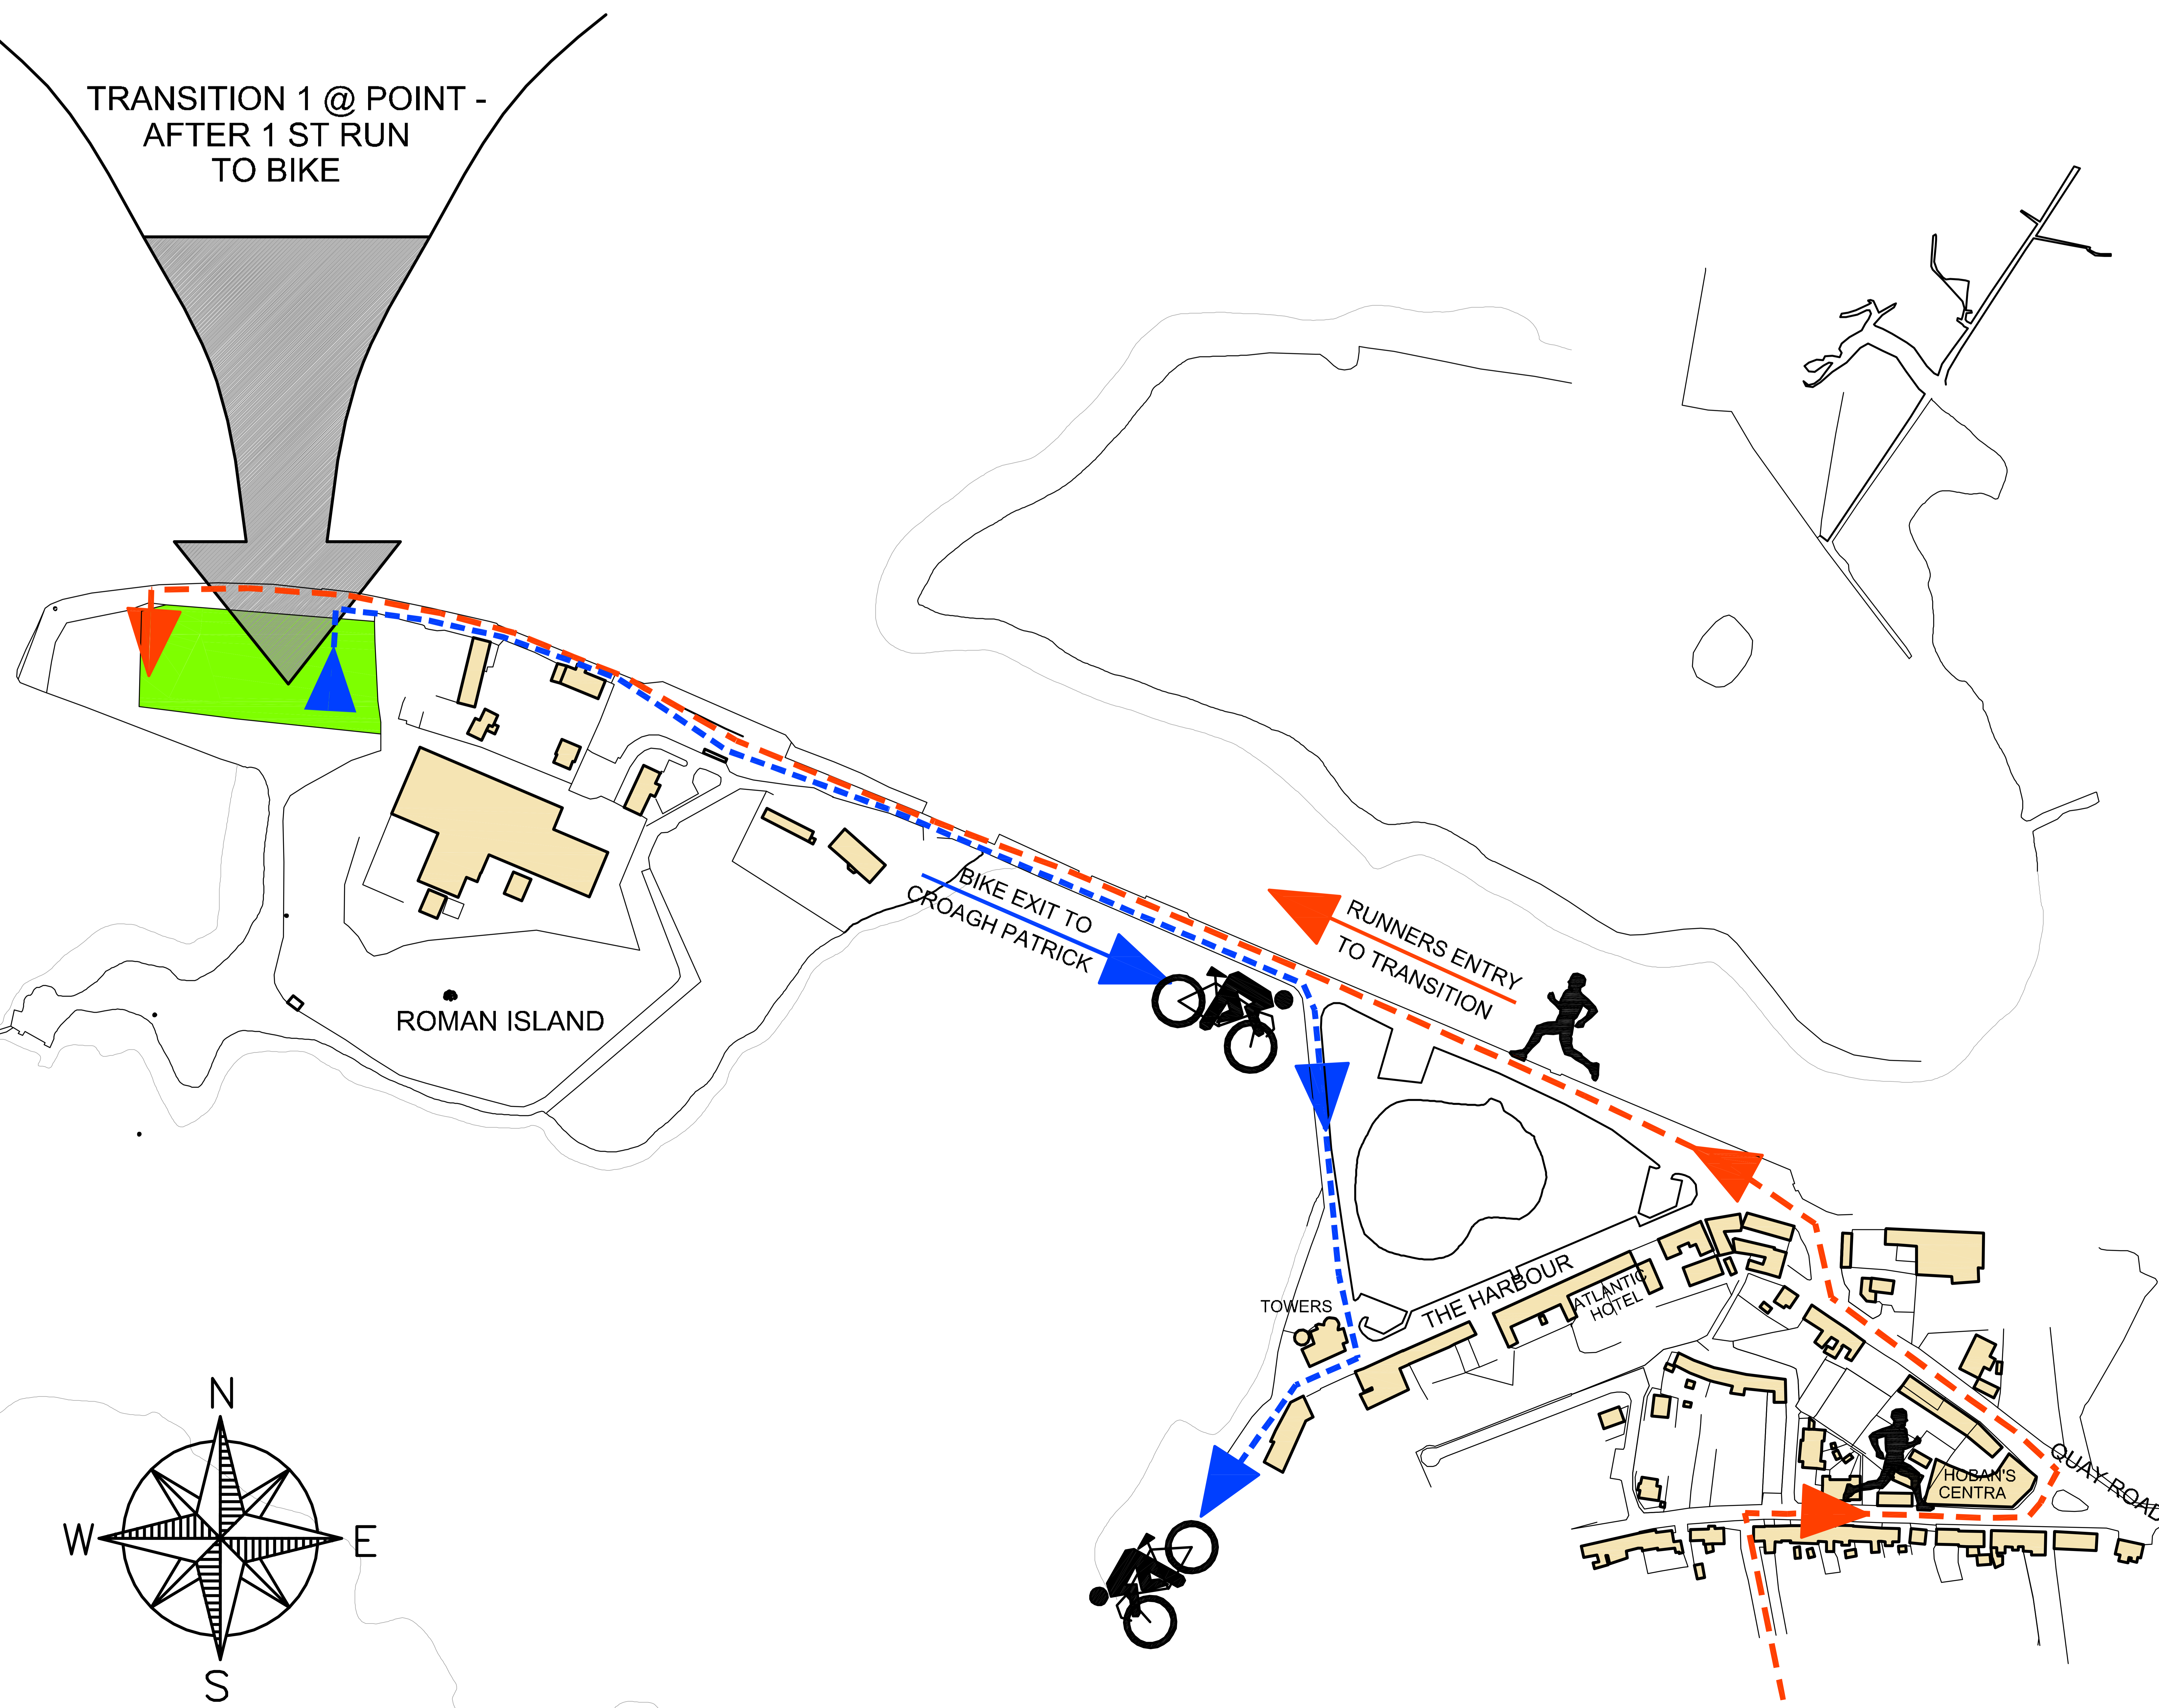 TRANSITION 1 @ POINT -
AFTER 1 ST RUN
TO BIKE
BIKE EXIT TO
CROAGH PATRICK
RUNNERS ENTRY
TO TRANSITION
ROMAN ISLAND
TOWERS
THE HARBOUR
ATLANTIC
HOTEL
QUAY ROAD
HOBAN'S
CENTRA
N
W
E
S